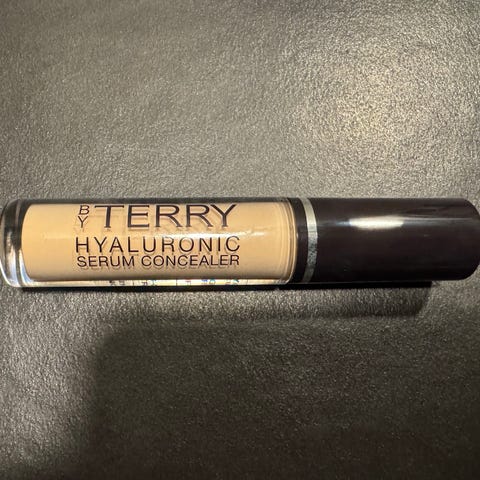 BY TERRY
HYALURONIC
SERUM CONCEALER